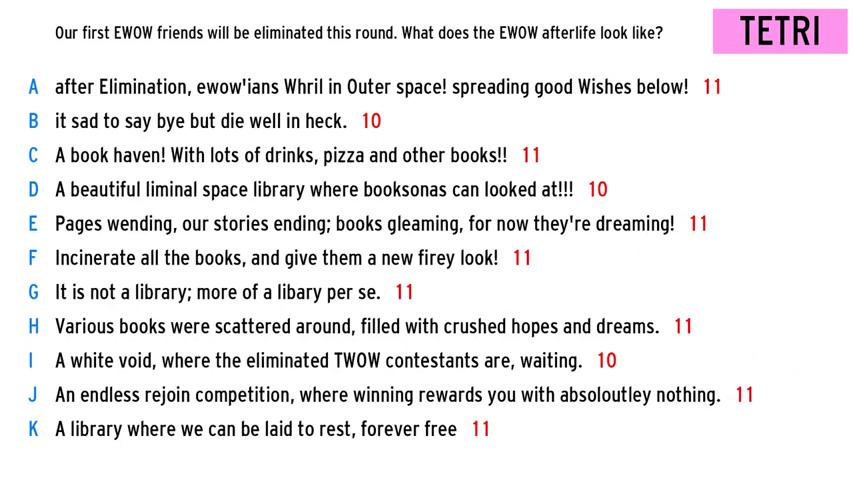 Our first EWOW friends will be eliminated this round. What does the EWOW afterlife look like?
TETRI
A after Elimination, ewow'ians Whril in Outer space! spreading good Wishes below! 11
B it sad to say bye but die well in heck. 10
C A book haven! With lots of drinks, pizza and other books!! 11
D A beautiful liminal space library where booksonas can looked at!!! 10
E Pages wending, our stories ending; books gleaming, for now they're dreaming! 11
F Incinerate all the books, and give them a new firey look! 11
G It is not a library; more of a libary per se. 11
H Various books were scattered around, filled with crushed hopes and dreams. 11
I A white void, where the eliminated TWOW contestants are, waiting. 10
J An endless rejoin competition, where winning rewards you with absoloutley nothing. 11
K A library where we can be laid to rest, forever free 11